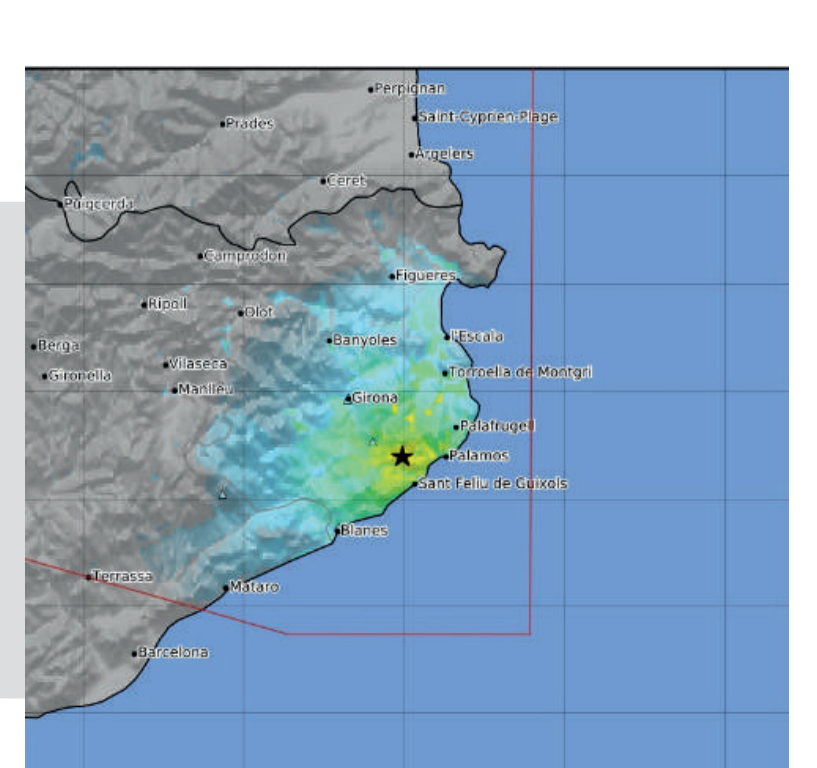 Perpignan
Saint-Cyprien-Plage
Prades
Argelers
Ceret
Puigcerda
Camprodon
Figueres
Ripoll
Olot
l'Escala
Banyoles
Berga
Vilaseca
Torroella de Montgri
Gironella
Manlleu
Girona
Palafrugell
Palamos
Sant Feliu de Guixols
Blanes
Terrassa
Mataro
Barcelona